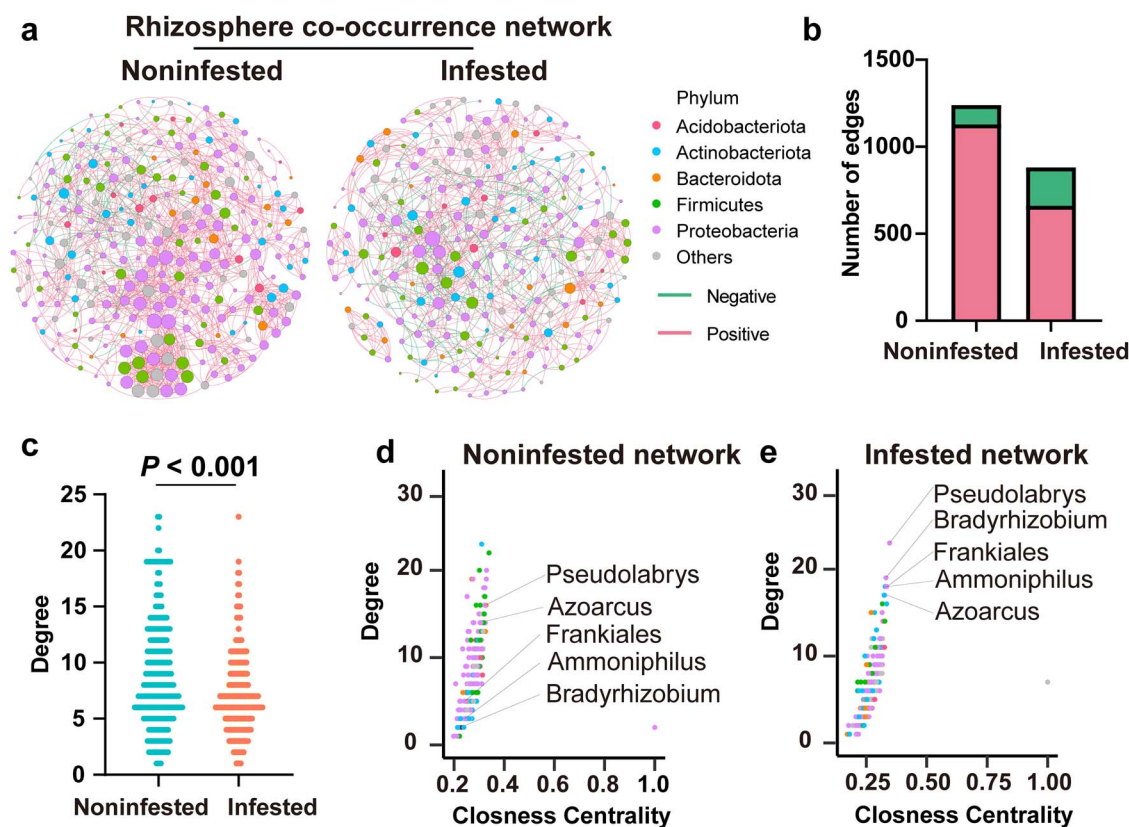 a
Rhizosphere co-occurrence network
Noninfested
Infested
Phylum
Acidobacteriota
Actinobacteriota
Bacteroidota
Firmicutes
Proteobacteria
Others
Negative
Positive
b
Number of edges
1500
1000
500
0
Noninfested Infested
c
P < 0.001
Degree
25
20
15
10
5
0
Noninfested Infested
d
Noninfested network
Degree
30
20
10
0
Pseudolabrys
Azoarcus
Frankiales
Ammoniphilus
Bradyrhizobium
0.2 0.4 0.6 0.8 1.0
Closness Centrality
e
Infested network
Degree
30
20
10
0
Pseudolabrys
Bradyrhizobium
Frankiales
Ammoniphilus
Azoarcus
0.25 0.50 0.75 1.00
Closness Centrality